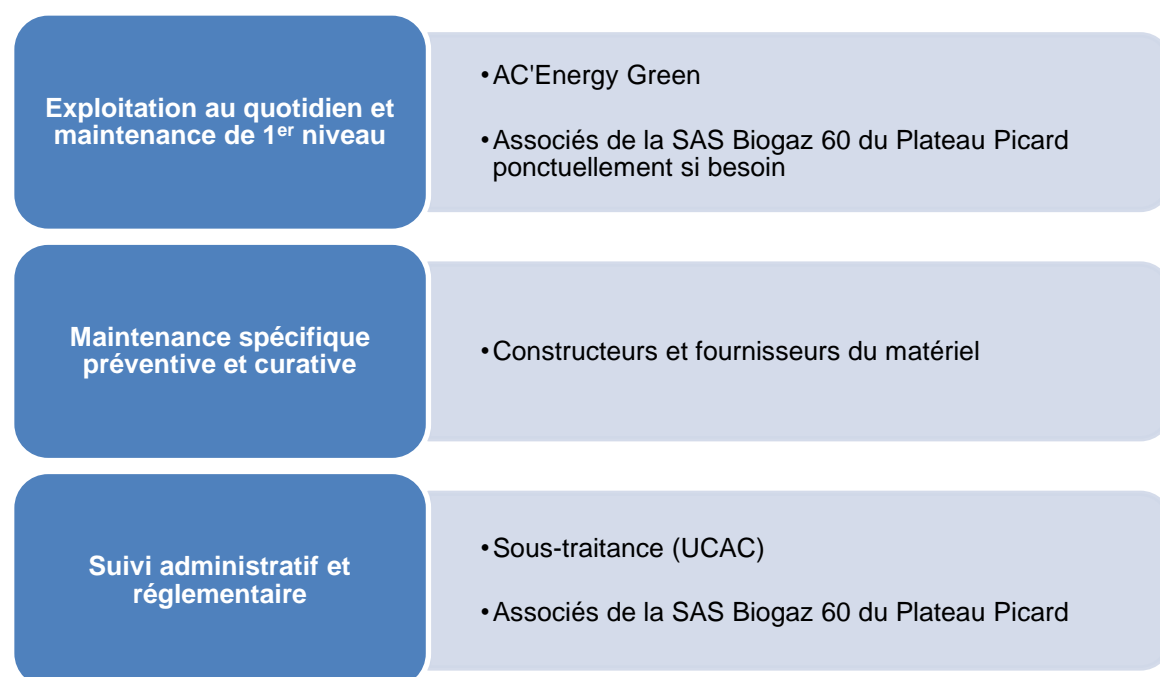 Exploitation au quotidien et
maintenance de 1er niveau
•AC'Energy Green
•Associés de la SAS Biogaz 60 du Plateau Picard
ponctuellement si besoin
Maintenance spécifique
préventive et curative
•Constructeurs et fournisseurs du matériel
Suivi administratif et
réglementaire
•Sous-traitance (UCAC)
•Associés de la SAS Biogaz 60 du Plateau Picard